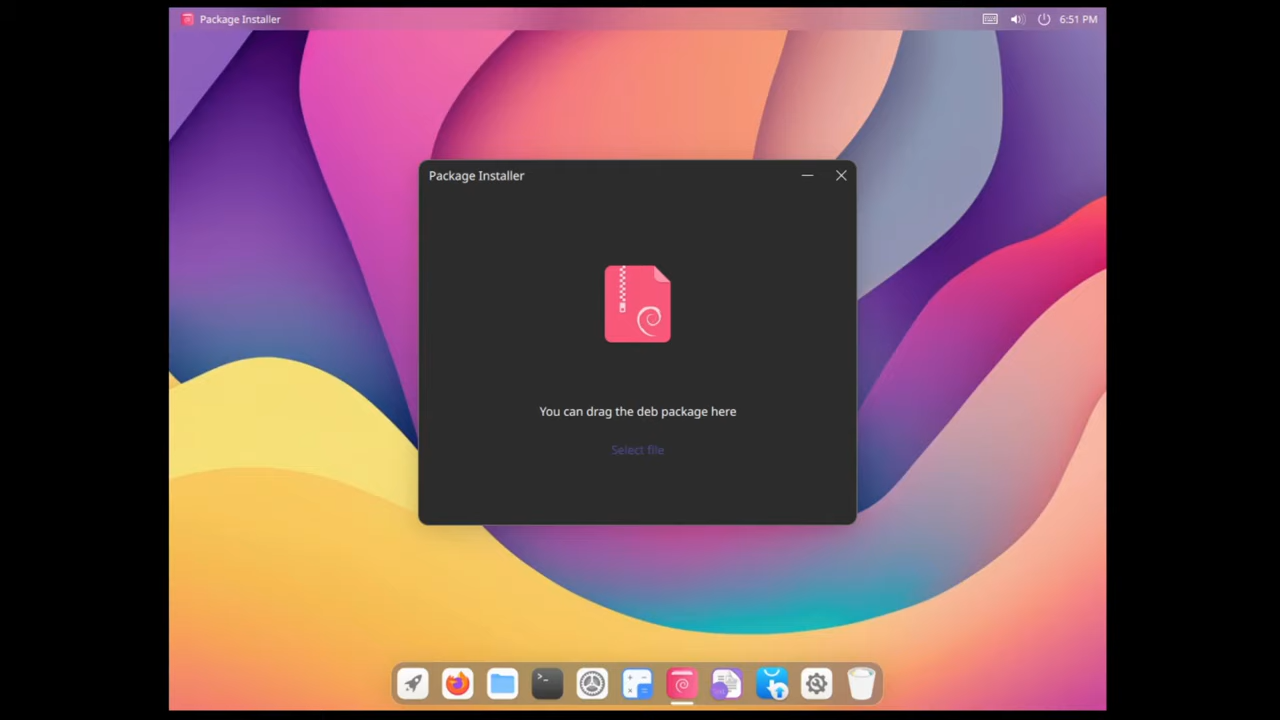 Package Installer
6:51 PM
Package Installer
You can drag the deb package here
Select file